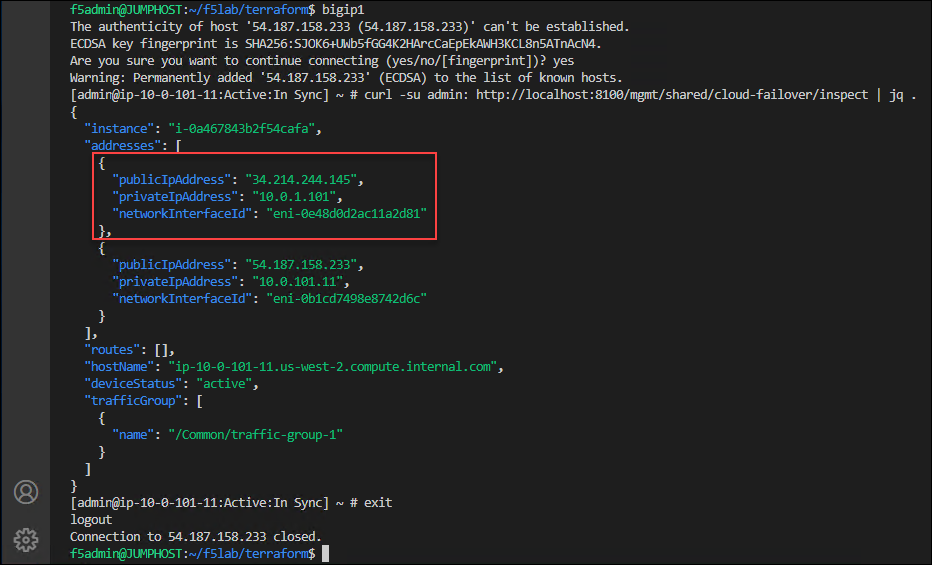 f5admin@JUMPHOST:~/f5lab/terraform$ bigip1
The authenticity of host '54.187.158.233 (54.187.158.233)' can't be established.
ECDSA key fingerprint is SHA256:SJOK6+UWb5fGG4K2HArcCaEpEkAWH3KCL8n5ATnAcN4.
Are you sure you want to continue connecting (yes/no/[fingerprint])? yes
Warning: Permanently added '54.187.158.233' (ECDSA) to the list of known hosts.
[admin@ip-10-0-101-11:Active:In Sync] ~ # curl -su admin: http://localhost:8100/mgmt/shared/cloud-failover/inspect | jq .
{
  "instance": "i-0a467843b2f54cafa",
  "addresses": [
    {
      "publicIpAddress": "34.214.244.145",
      "privateIpAddress": "10.0.1.101",
      "networkInterfaceId": "eni-0e48d0d2ac11a2d81"
    },
    {
      "publicIpAddress": "54.187.158.233",
      "privateIpAddress": "10.0.101.11",
      "networkInterfaceId": "eni-0b1cd7498e8742d6c"
    }
  ],
  "routes": [],
  "hostName": "ip-10-0-101-11.us-west-2.compute.internal.com",
  "deviceStatus": "active",
  "trafficGroup": [
    {
      "name": "/Common/traffic-group-1"
    }
  ]
}
[admin@ip-10-0-101-11:Active:In Sync] ~ # exit
logout
Connection to 54.187.158.233 closed.
f5admin@JUMPHOST:~/f5lab/terraform$